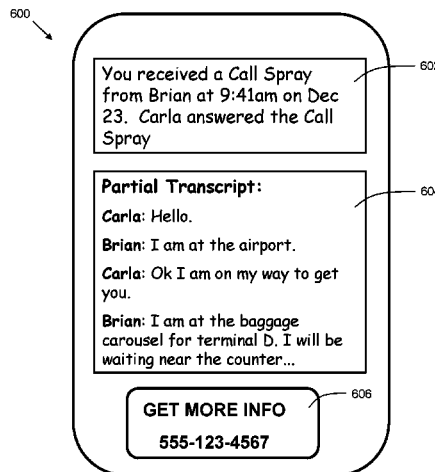 600
You received a Call Spray
from Brian at 9:41am on Dec
23. Carla answered the Call
Spray
Partial Transcript:
Carla: Hello.
Brian: I am at the airport.
Carla: Ok I am on my way to get
you.
Brian: I am at the baggage
carousel for terminal D. I will be
waiting near the counter...
606
GET MORE INFO
555-123-4567